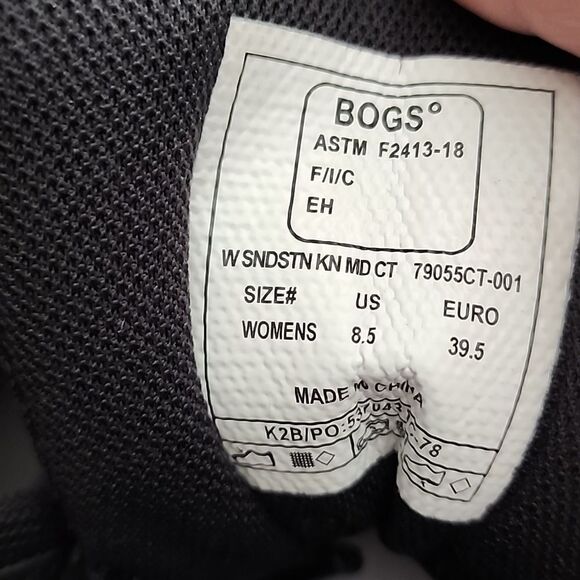 BOGS°
ASTM F2413-18
F/I/C
EH
W SNDSTN KN MD CT 79055CT-001
SIZE# US EURO
WOMENS 8.5 39.5
MADE IN CHINA
K2B/PO: